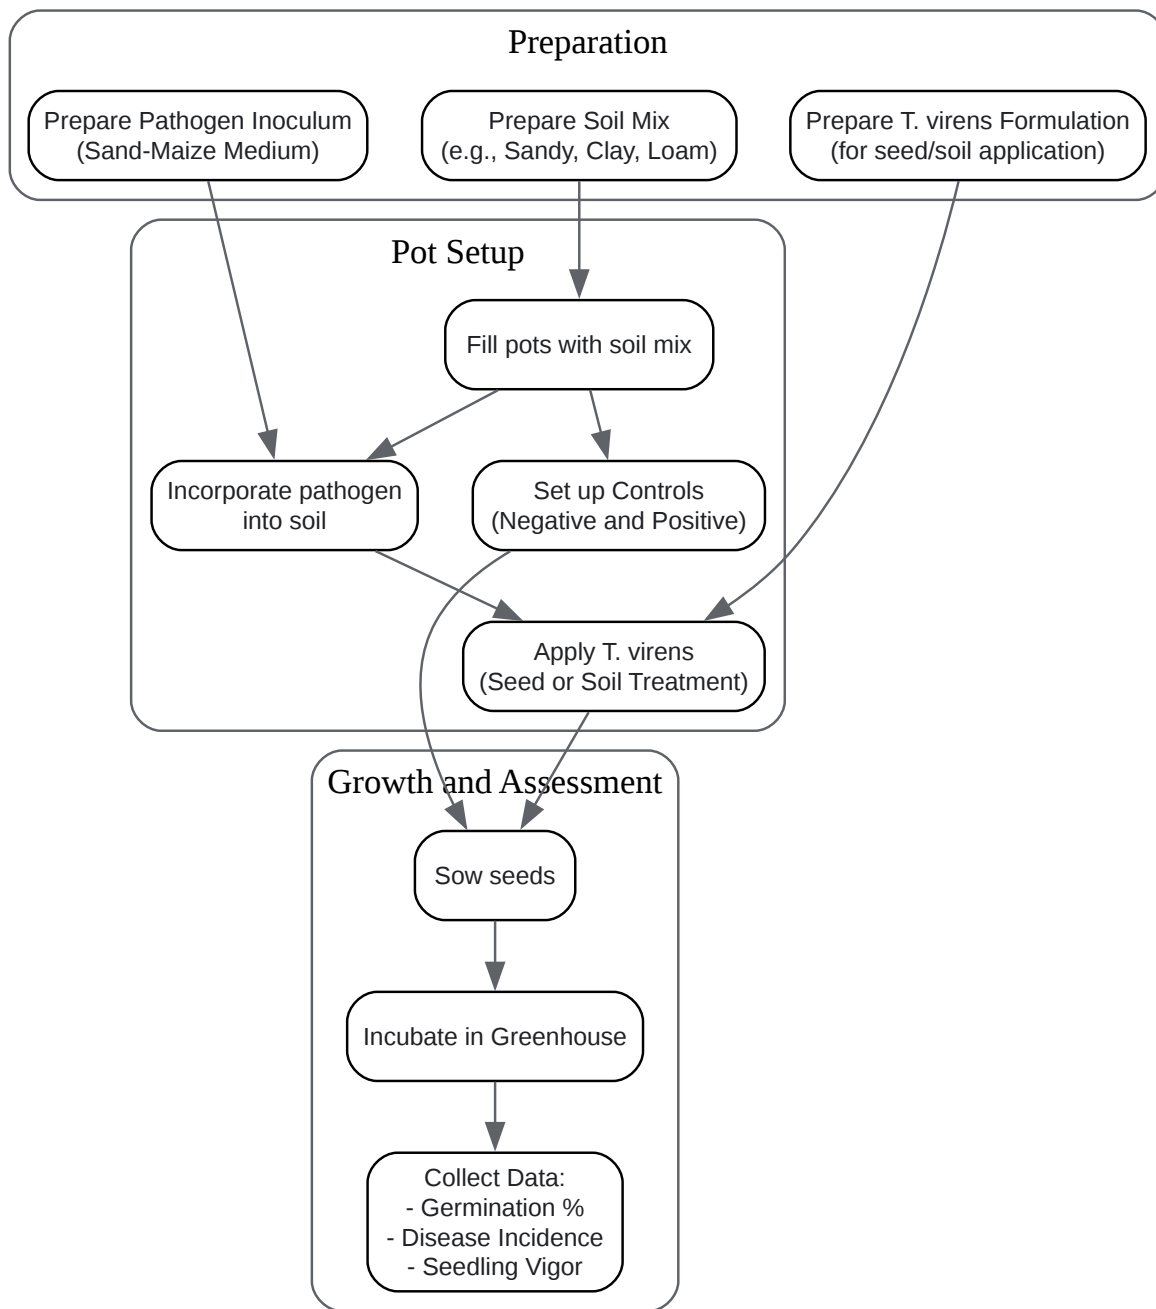 Preparation
Prepare Pathogen Inoculum
(Sand-Maize Medium)
Prepare Soil Mix
(e.g., Sandy, Clay, Loam)
Prepare T. virens Formulation
(for seed/soil application)
Pot Setup
Fill pots with soil mix
Incorporate pathogen
into soil
Set up Controls
(Negative and Positive)
Apply T. virens
(Seed or Soil Treatment)
Growth and Assessment
Sow seeds
Incubate in Greenhouse
Collect Data:
- Germination %
- Disease Incidence
- Seedling Vigor